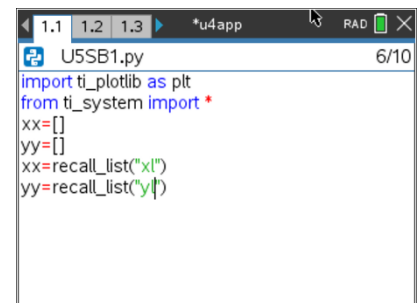 1.1 1.2 1.3 *u4app RAD
U5SB1.py 6/10
import ti_plotlib as plt
from ti_system import *
xx=[]
yy=[]
xx=recall_list("xl")
yy=recall_list("yl")